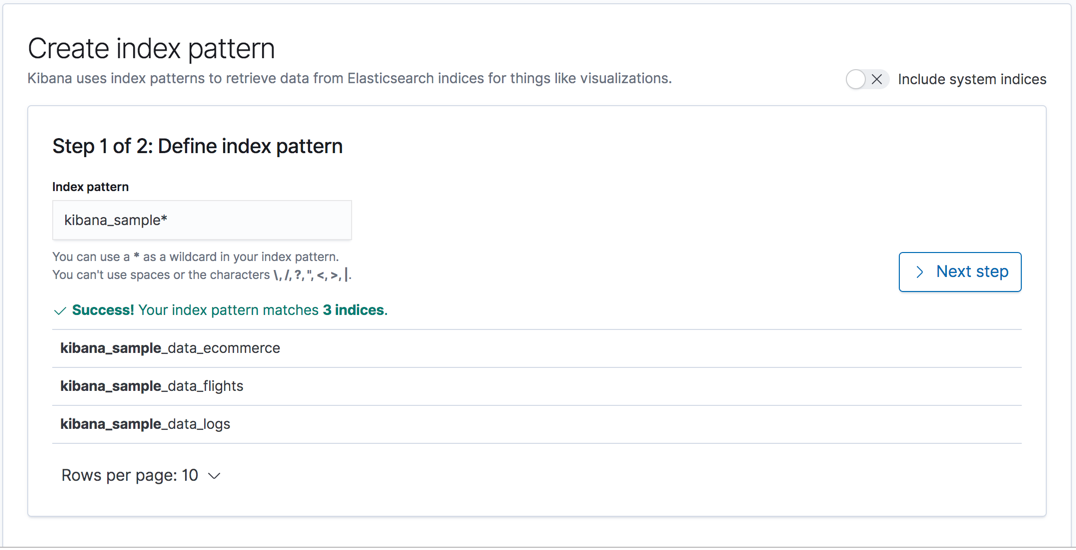 Create index pattern
Kibana uses index patterns to retrieve data from Elasticsearch indices for things like visualizations.
Include system indices
Step 1 of 2: Define index pattern
Index pattern
kibana_sample*
You can use a * as a wildcard in your index pattern.
You can't use spaces or the characters \, /, ?, ", <, >, |.
Next step
Success! Your index pattern matches 3 indices.
kibana_sample_data_ecommerce
kibana_sample_data_flights
kibana_sample_data_logs
Rows per page: 10